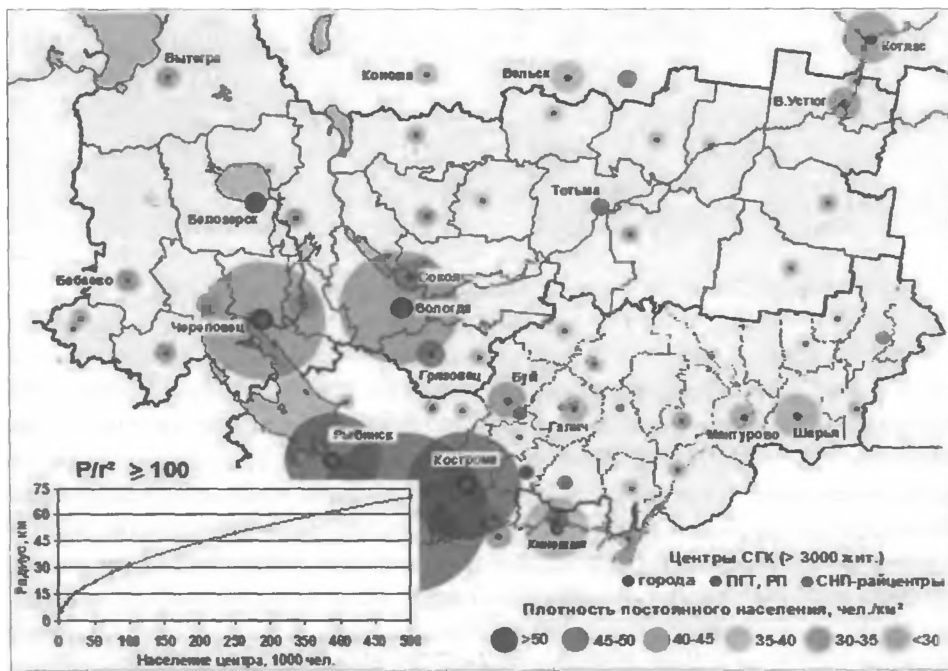 Котлас
Вытегра
Коноша
Вельск
В.Устюг
Тотьма
Белозерск
Бабаево
Сокол
Вологда
Череповец
Грязовец
Буй
Галич
Мантурово
Шарья
Рыбинск
Кострома
Кинешма
P/r² ≥ 100
75
60
45
30
15
0
Радиус, км
0 50 100 150 200 250 300 350 400 450 500
Население центра, 1000 чел.
Центры СГК (> 3000 жит.)
города ПГТ, РП СНП-райцентры
Плотность постоянного населения, чел./км²
>50 45-50 40-45 35-40 30-35 <30